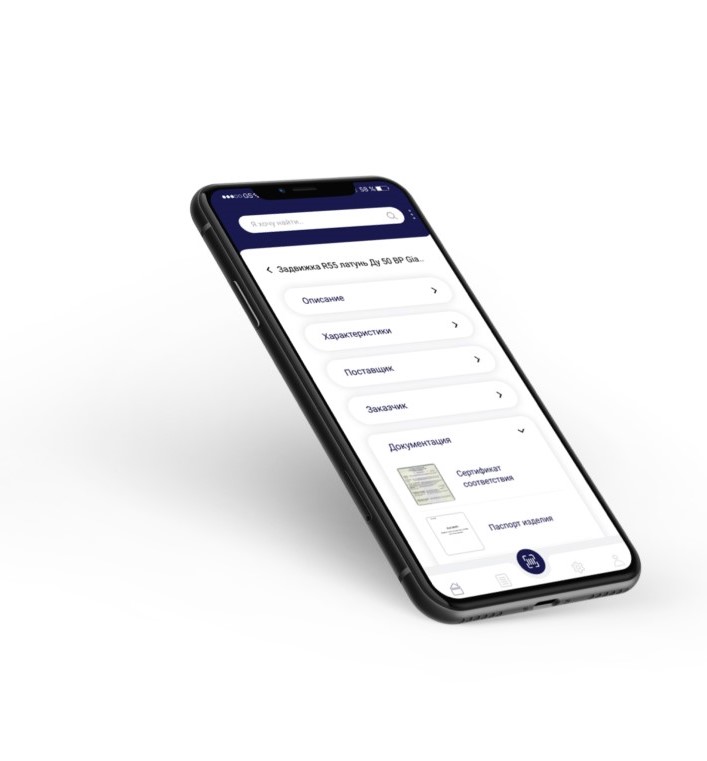 GS
58 %
Я хочу найти...
Задвижка R55 латунь Ду 50 ВР Gia...
Описание
Характеристики
Поставщик
Заказчик
Документация
Сертификат
соответствия
Паспорт изделия